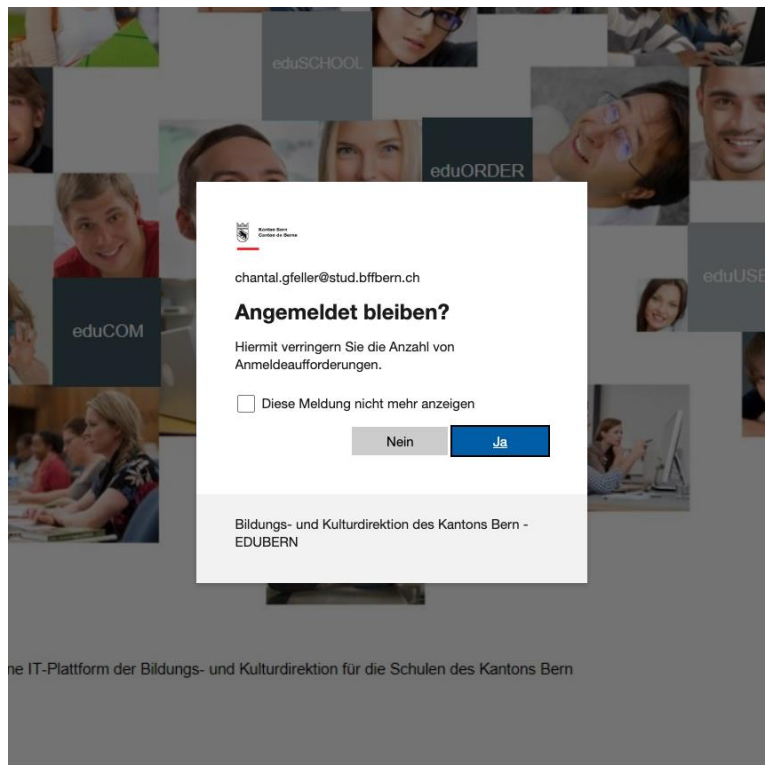 eduSCHOOL
eduORDER
eduUSE
eduCOM
Kanton Bern
Canton de Berne
chantal.gfeller@stud.bffbern.ch
Angemeldet bleiben?
Hiermit verringern Sie die Anzahl von
Anmeldeaufforderungen.
Diese Meldung nicht mehr anzeigen
Nein
Ja
Bildungs- und Kulturdirektion des Kantons Bern -
EDUBERN
ne IT-Plattform der Bildungs- und Kulturdirektion für die Schulen des Kantons Bern